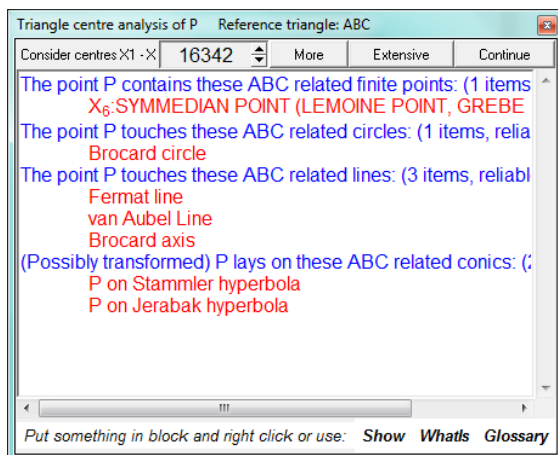 Triangle centre analysis of P Reference triangle: ABC
Consider centres X1 - X 16342 More Extensive Continue
The point P contains these ABC related finite points: (1 items
X6:SYMMEDIAN POINT (LEMOINE POINT, GREBE
The point P touches these ABC related circles: (1 items, relia
Brocard circle
The point P touches these ABC related lines: (3 items, reliabl
Fermat line
van Aubel Line
Brocard axis
(Possibly transformed) P lays on these ABC related conics: (2
P on Stammler hyperbola
P on Jerabak hyperbola
Put something in block and right click or use: Show WhatIs Glossary